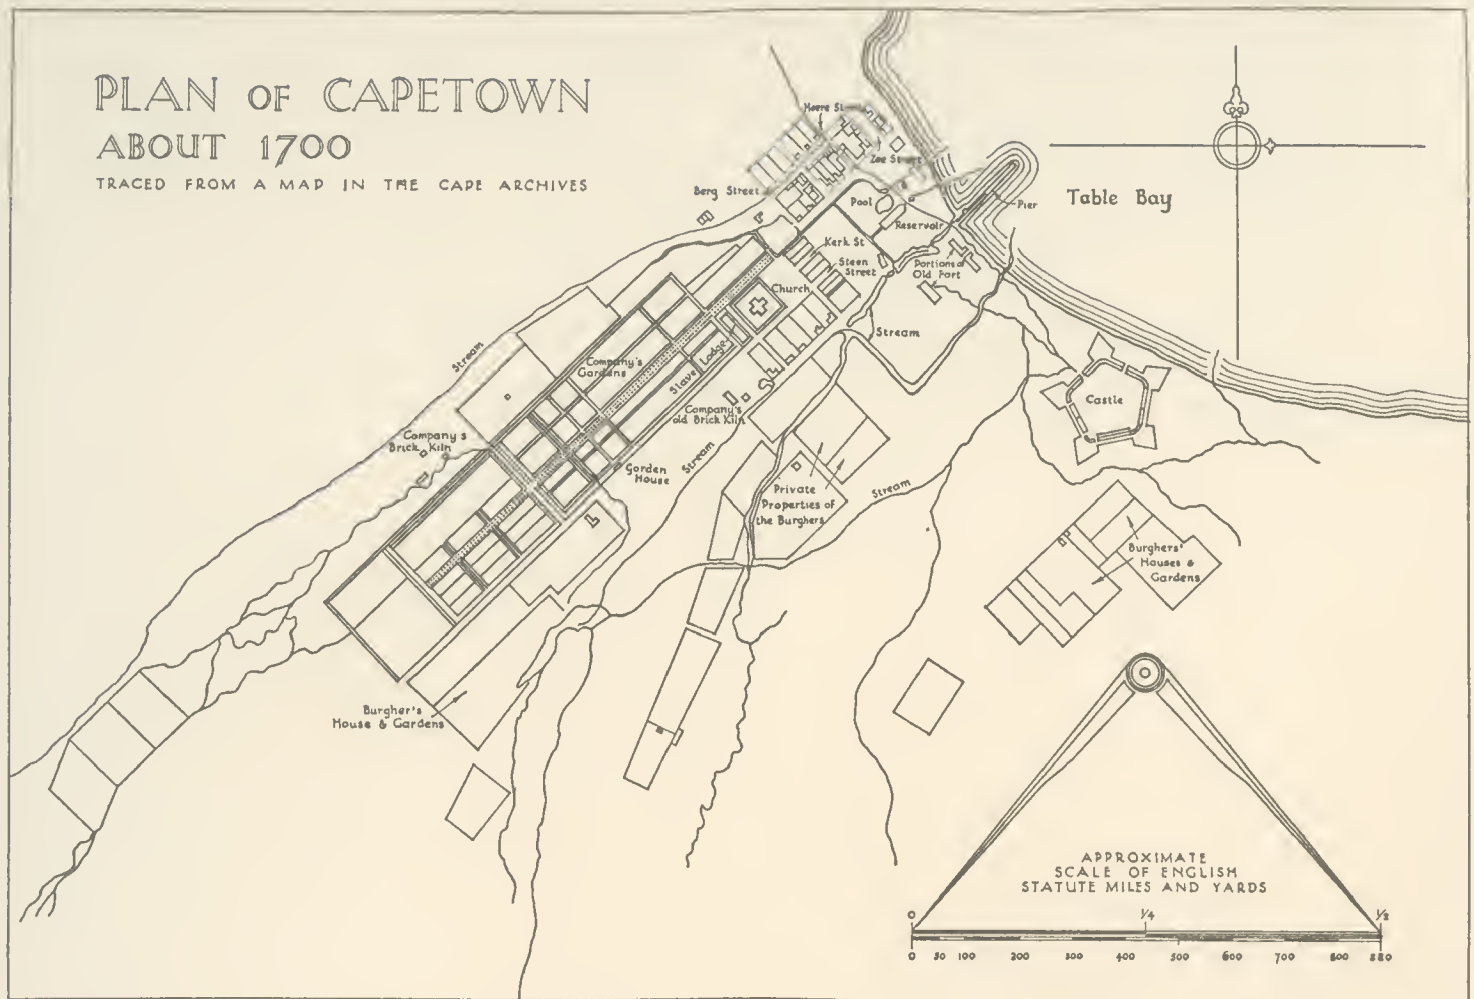 PLAN OF CAPETOWN
ABOUT 1700
TRACED FROM A MAP IN THE CAPE ARCHIVES
Heere St
Zee Street
Berg Street
Pool
Reservoir
Pier
Table Bay
Kerk St
Steen
Street
Portions of
Old Fort
Church
Stream
Stream
Company's
Gardens
Slave Lodge
Castle
Company's
old Brick Kiln
Company's
Brick Kiln
Garden
House
Stream
Stream
Private
Properties of
the Burghers
Burghers'
Houses &
Gardens
Burgher's
House & Gardens
APPROXIMATE
SCALE OF ENGLISH
STATUTE MILES AND YARDS
0 1/4 1/2
0 50 100 200 300 400 500 600 700 800 880